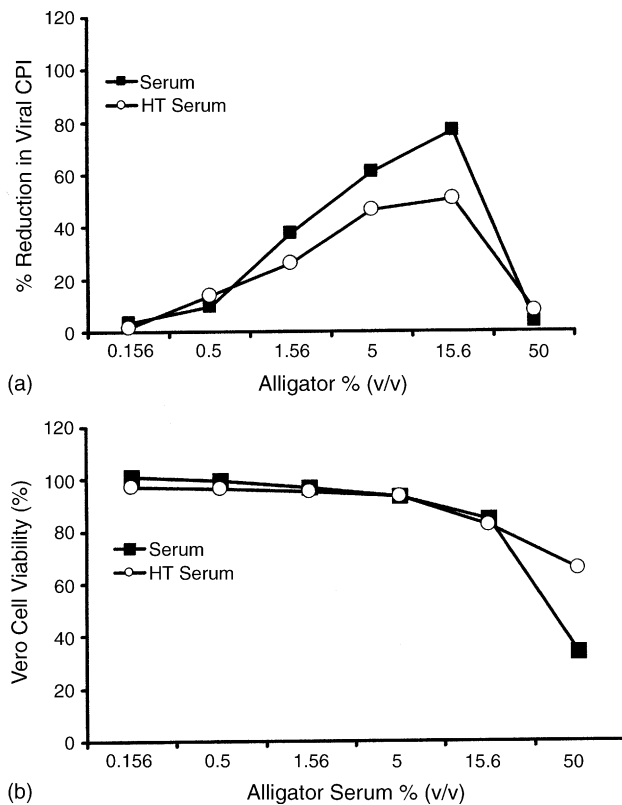 120
100
80
60
40
20
0
% Reduction in Viral CPI
Serum
HT Serum
0.156 0.5 1.56 5 15.6 50
(a) Alligator % (v/v)
120
100
80
60
40
20
0
Vero Cell Viability (%)
Serum
HT Serum
0.156 0.5 1.56 5 15.6 50
(b) Alligator Serum % (v/v)